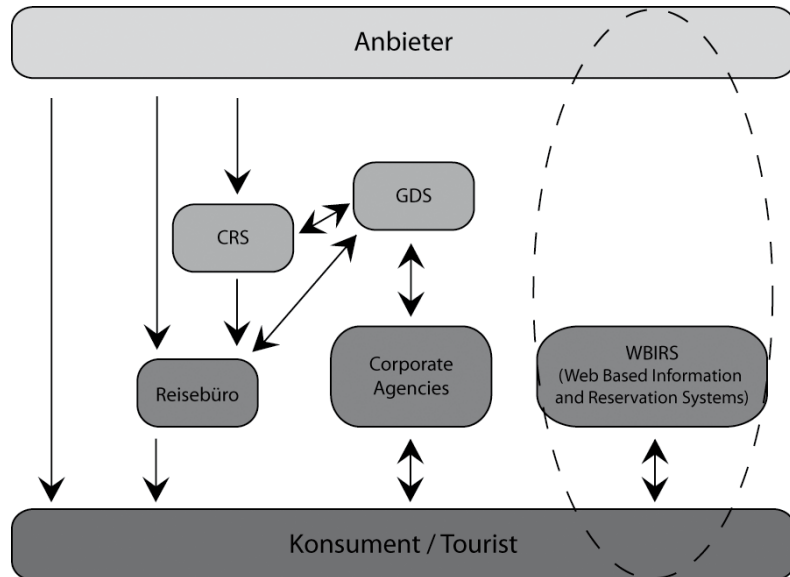 Anbieter
GDS
CRS
Reisebüro
Corporate
Agencies
WBIRS
(Web Based Information
and Reservation Systems)
Konsument / Tourist